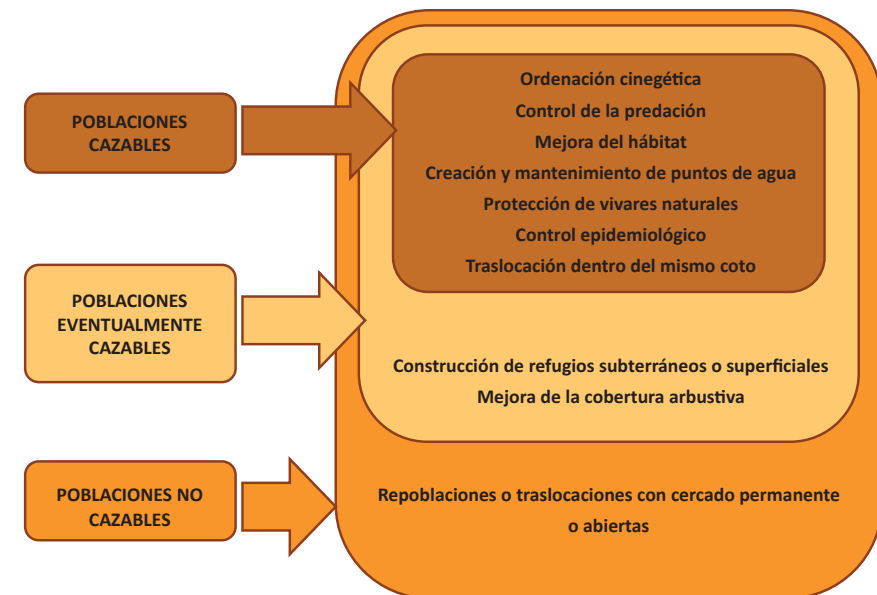 POBLACIONES
CAZABLES
Ordenación cinegética
Control de la predación
Mejora del hábitat
Creación y mantenimiento de puntos de agua
Protección de vivares naturales
Control epidemiológico
Traslocación dentro del mismo coto
POBLACIONES
EVENTUALMENTE
CAZABLES
Construcción de refugios subterráneos o superficiales
Mejora de la cobertura arbustiva
POBLACIONES NO
CAZABLES
Repoblaciones o traslocaciones con cercado permanente
o abiertas